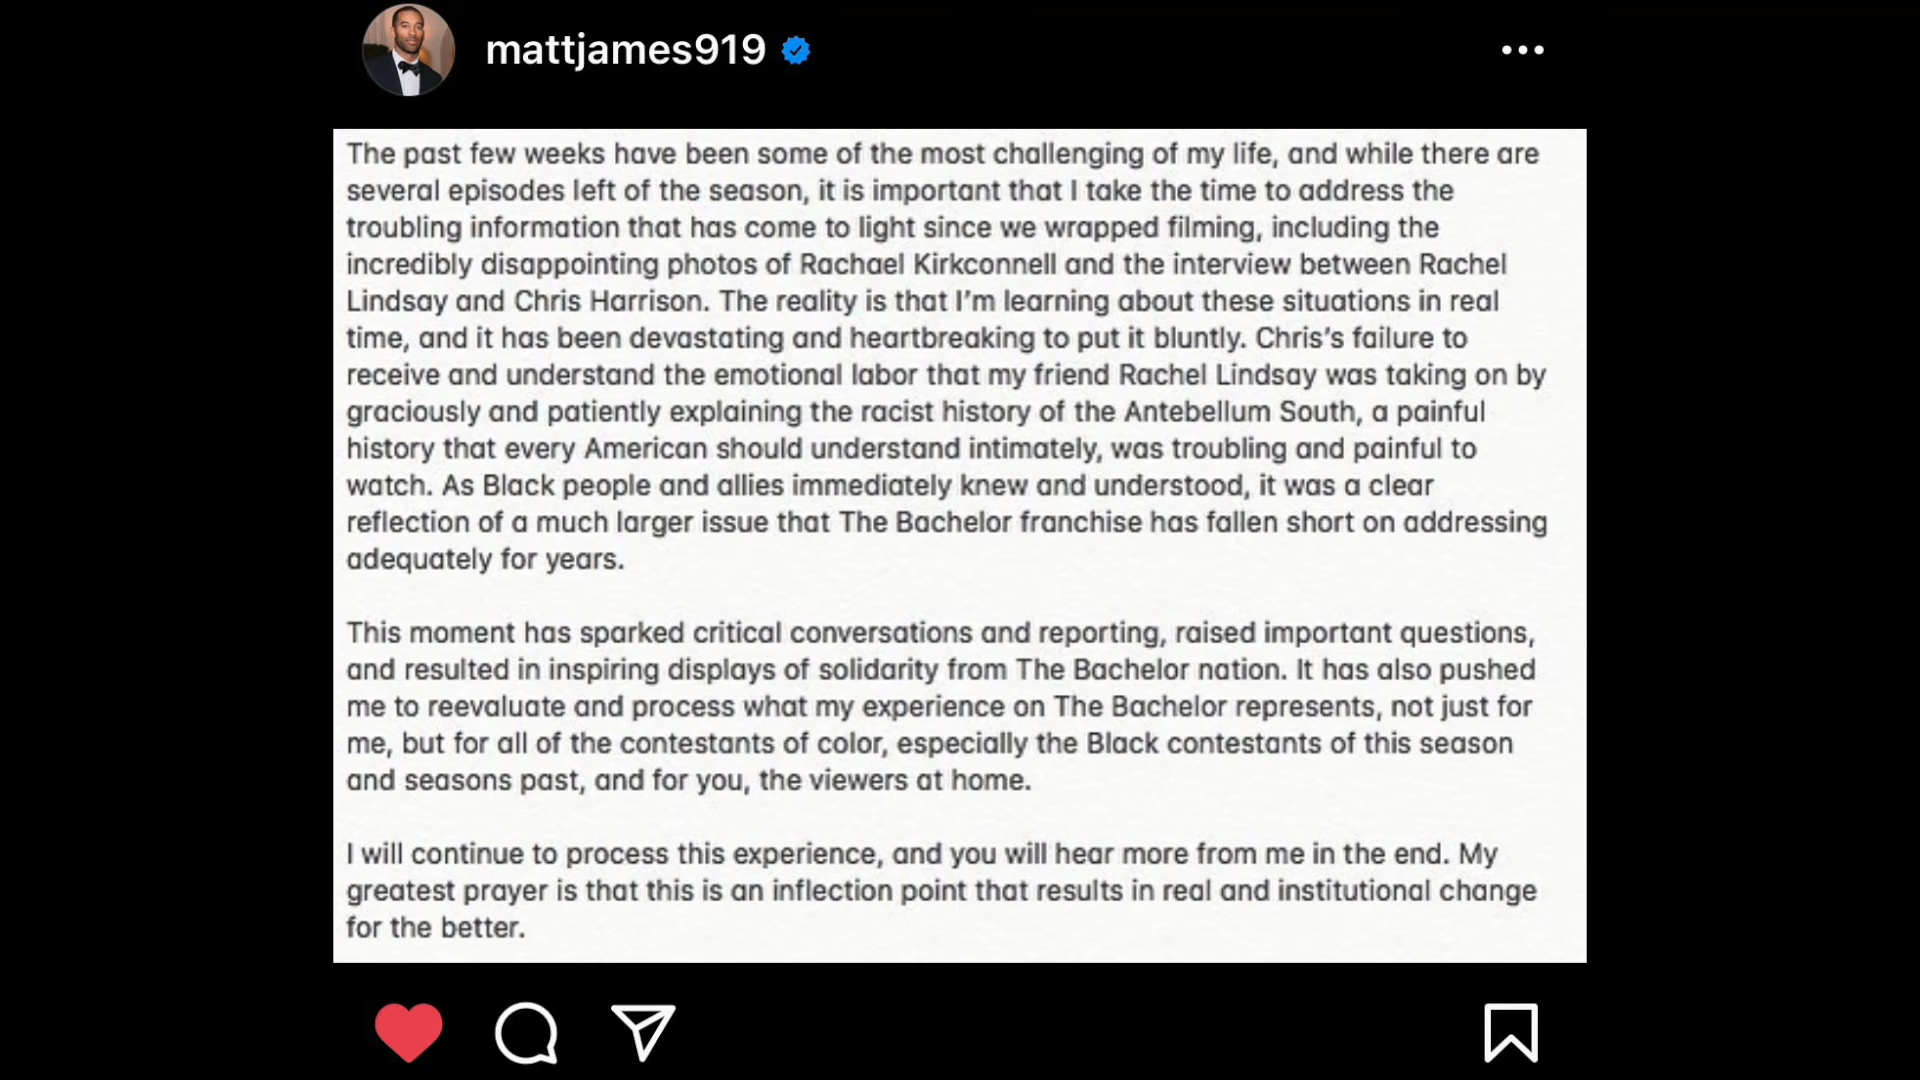 mattjames919
The past few weeks have been some of the most challenging of my life, and while there are
several episodes left of the season, it is important that I take the time to address the
troubling information that has come to light since we wrapped filming, including the
incredibly disappointing photos of Rachael Kirkconnell and the interview between Rachel
Lindsay and Chris Harrison. The reality is that I’m learning about these situations in real
time, and it has been devastating and heartbreaking to put it bluntly. Chris’s failure to
receive and understand the emotional labor that my friend Rachel Lindsay was taking on by
graciously and patiently explaining the racist history of the Antebellum South, a painful
history that every American should understand intimately, was troubling and painful to
watch. As Black people and allies immediately knew and understood, it was a clear
reflection of a much larger issue that The Bachelor franchise has fallen short on addressing
adequately for years.
This moment has sparked critical conversations and reporting, raised important questions,
and resulted in inspiring displays of solidarity from The Bachelor nation. It has also pushed
me to reevaluate and process what my experience on The Bachelor represents, not just for
me, but for all of the contestants of color, especially the Black contestants of this season
and seasons past, and for you, the viewers at home.
I will continue to process this experience, and you will hear more from me in the end. My
greatest prayer is that this is an inflection point that results in real and institutional change
for the better.